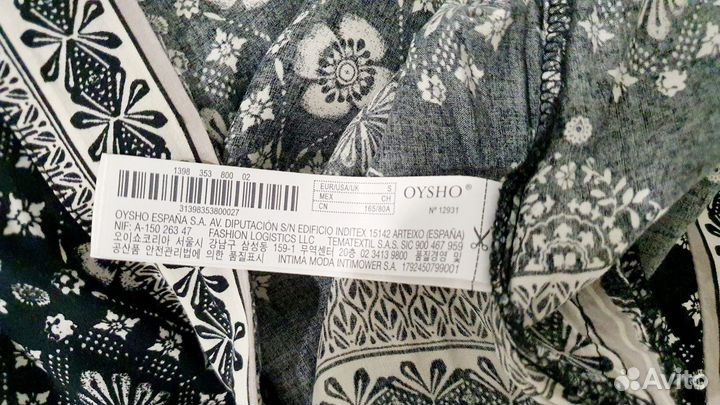 1398 353 800 02
31398353800027
EUR/USA/UK S
MEX CH
CN 165/80A
OYSHO®
Nº 12931
OYSHO ESPAÑA S.A. AV. DIPUTACIÓN S/N EDIFICIO INDITEX 15142 ARTEIXO (ESPAÑA)
NIF: A-150 263 47 FASHION LOGISTICS LLC TEMATEXTIL S.A.S. SIC 900 467 959
오이쇼코리아 서울시 강남구 삼성동 159-1 무역센터 20층 02 3413 9800 품질경영 및
공산품 안전관리법에 의한 품질표시 INTIMA MODA INTIMOWER S.A. 1792450799001
Avito